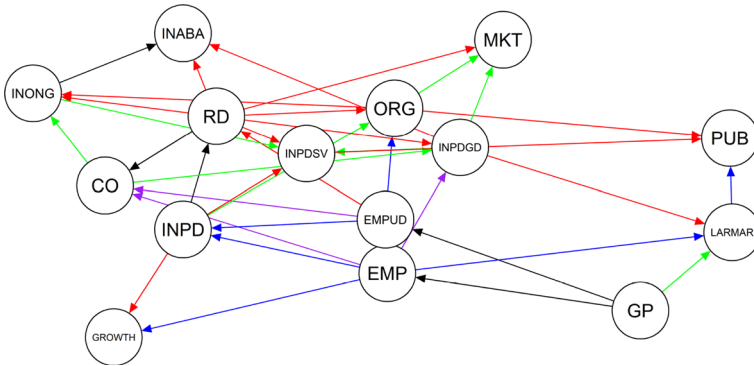 INABA
MKT
INONG
RD
ORG
INPDSV
INPDGD
PUB
CO
INPD
EMPUD
LARMAR
EMP
GP
GROWTH